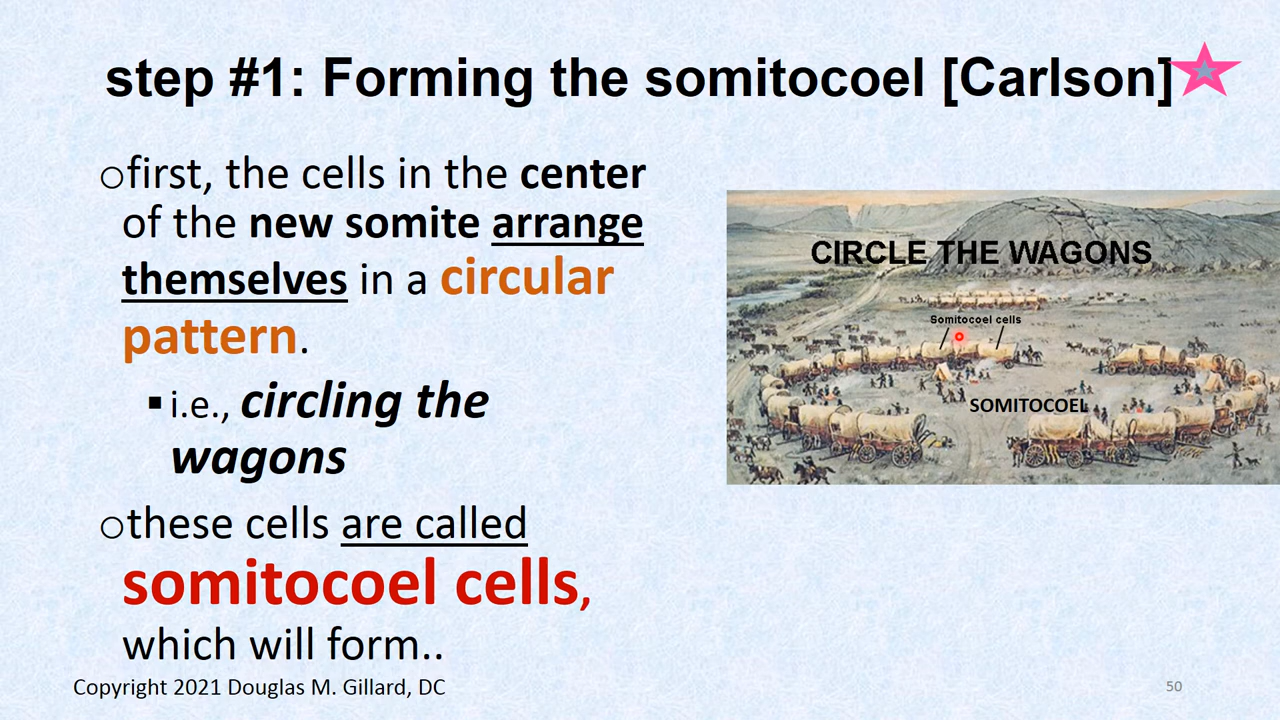 step #1: Forming the somitocoel [Carlson]
first, the cells in the center
of the new somite arrange
themselves in a circular
pattern.
i.e., circling the
wagons
these cells are called
somitocoel cells,
which will form..
CIRCLE THE WAGONS
Somitocoel cells
SOMITOCOEL
Copyright 2021 Douglas M. Gillard, DC
50